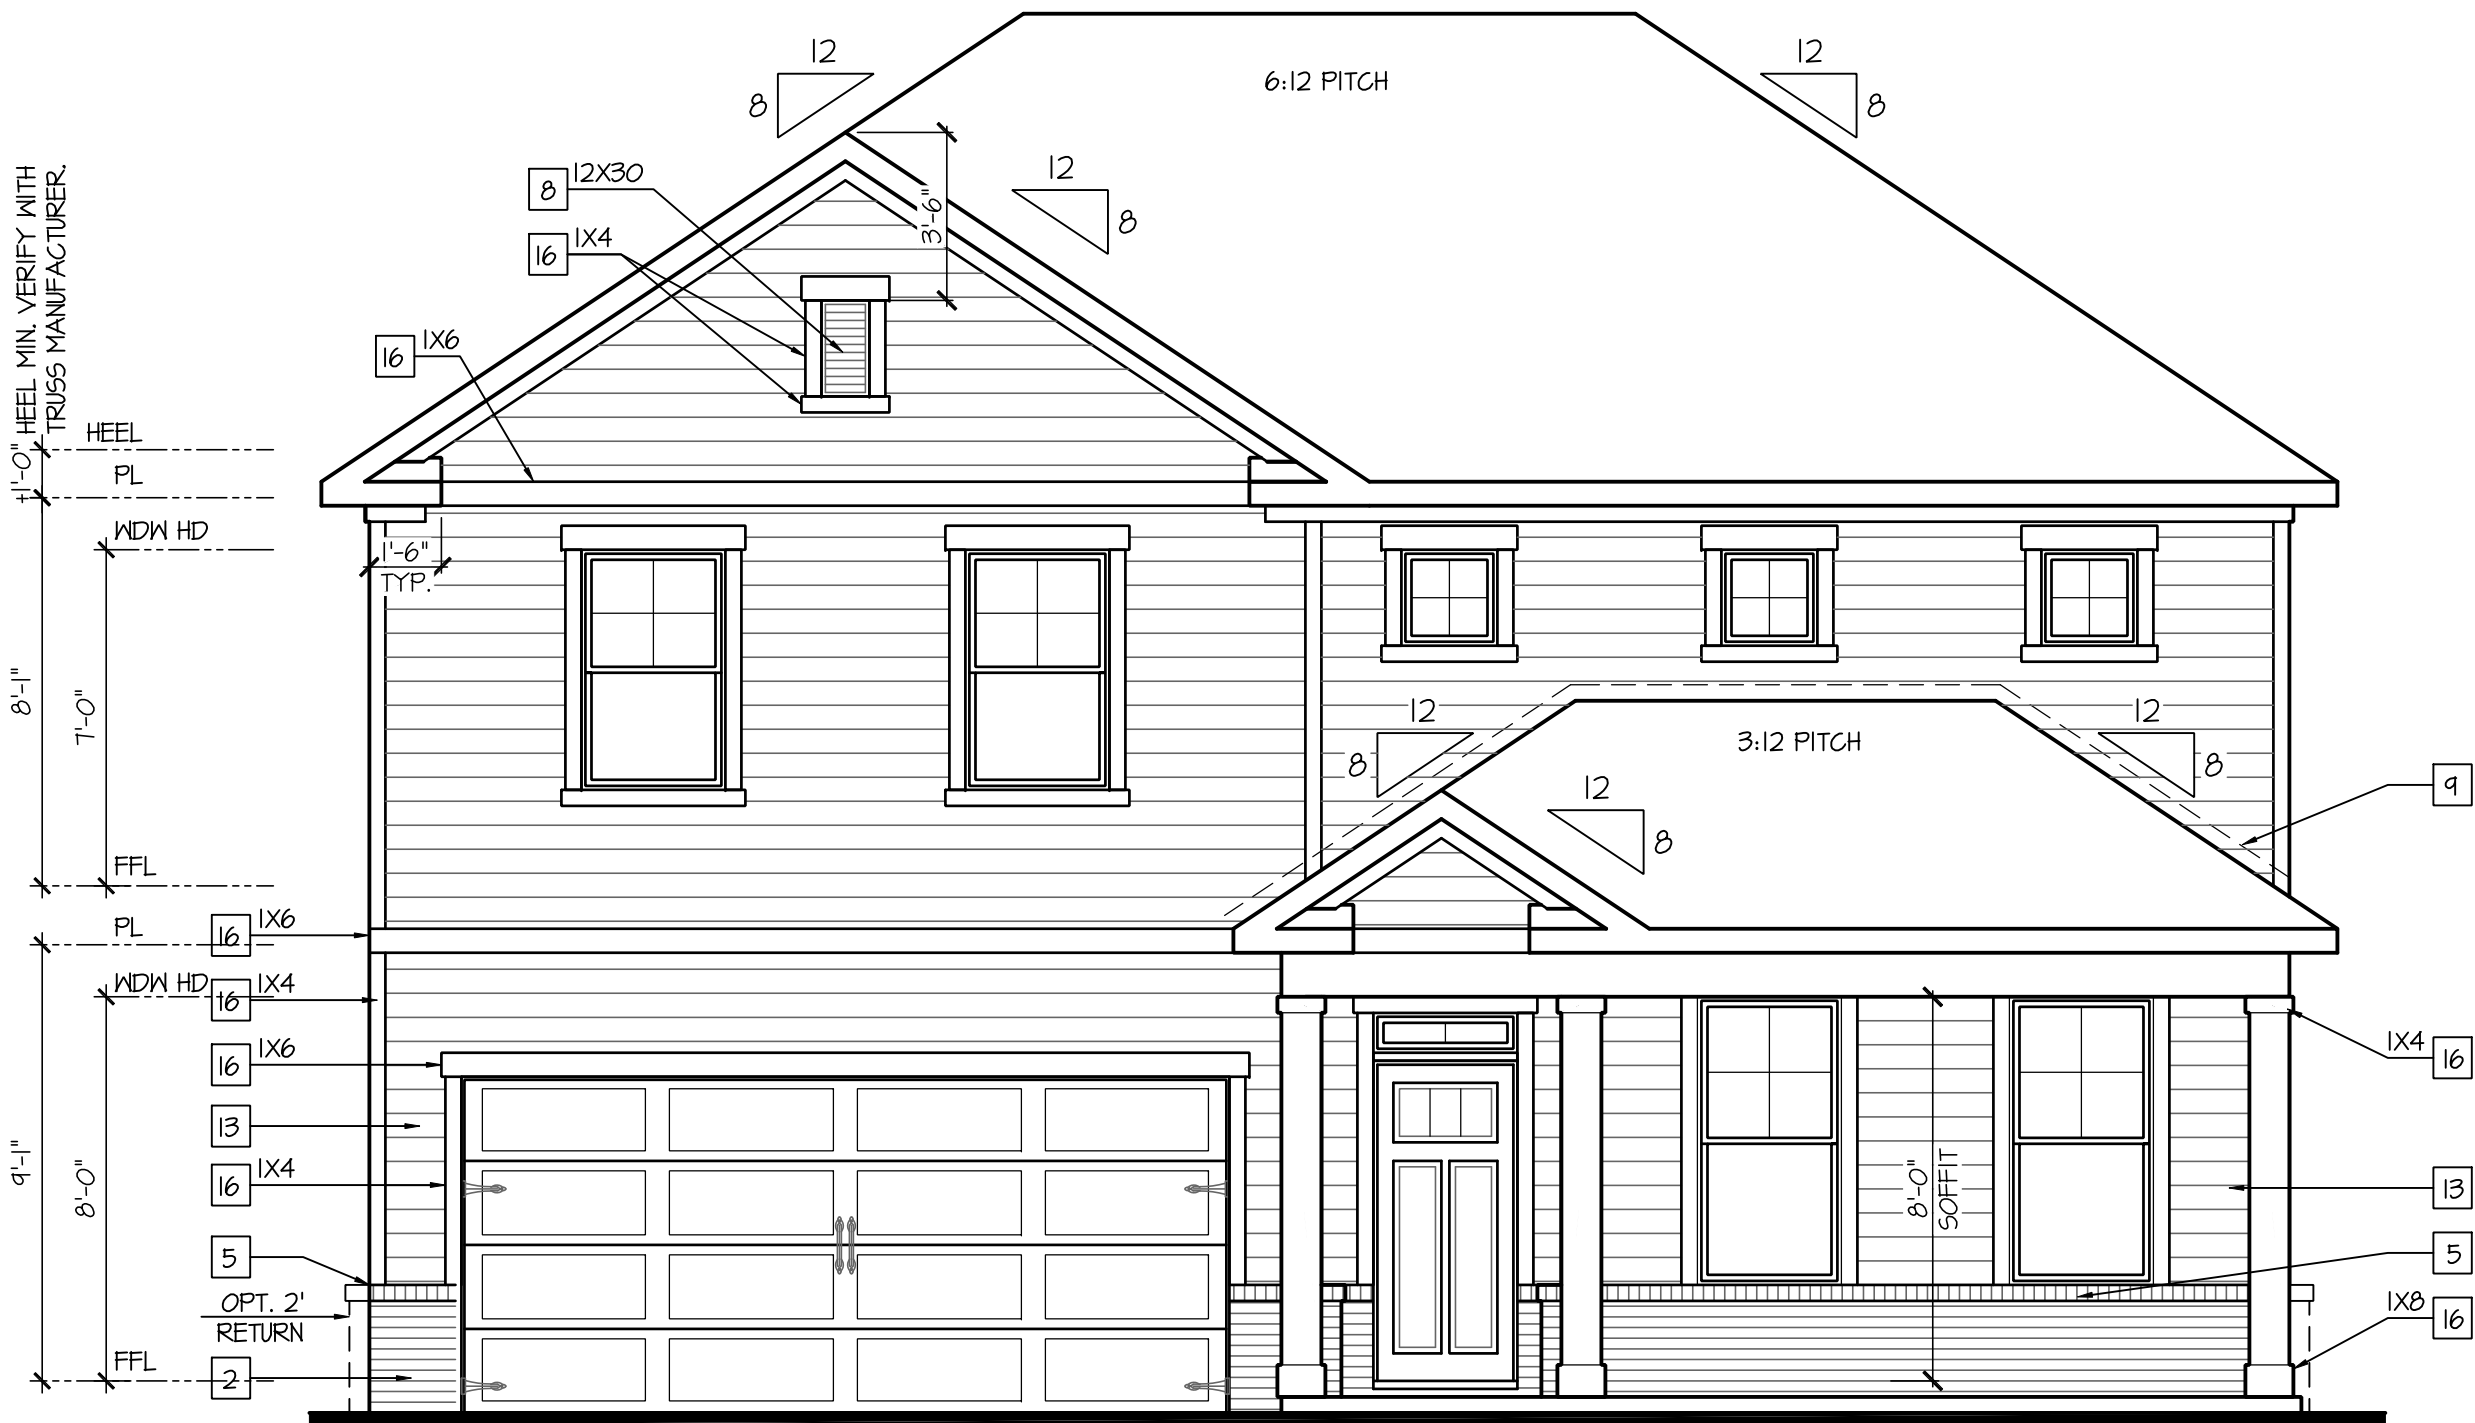 12
8
6:12 PITCH
12
8
12
8
8
12X30
16
1X4
3'-6"
16
1X6
HEEL MIN. VERIFY WITH
TRUSS MANUFACTURER.
±1'-0"
HEEL
PL
WDW HD
1'-6"
TYP.
8'-1"
7'-0"
12
8
3:12 PITCH
12
8
12
8
9
FFL
PL
16
1X6
WDW HD
16
1X4
16
1X6
1X4
16
13
16
1X4
9'-1"
8'-0"
8'-0"
SOFFIT
13
5
5
OPT. 2'
RETURN
1X8
16
FFL
2